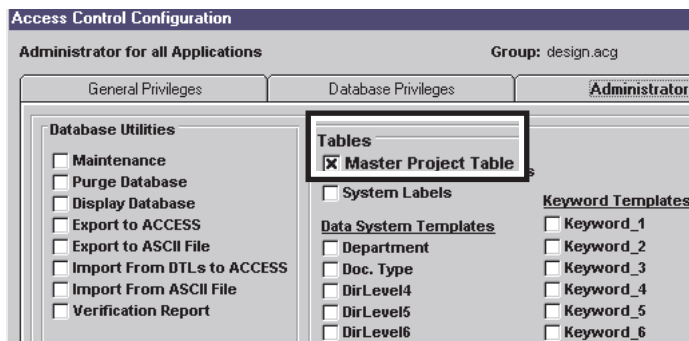 Access Control Configuration
Administrator for all Applications
Group: design.acg
General Privileges
Database Privileges
Administrator
Database Utilities
Maintenance
Purge Database
Display Database
Export to ACCESS
Export to ASCII File
Import From DTLs to ACCESS
Import From ASCII File
Verification Report
Tables
Master Project Table
System Labels
Data System Templates
Department
Doc. Type
DirLevel4
DirLevel5
DirLevel6
Keyword Templates
Keyword_1
Keyword_2
Keyword_3
Keyword_4
Keyword_5
Keyword_6